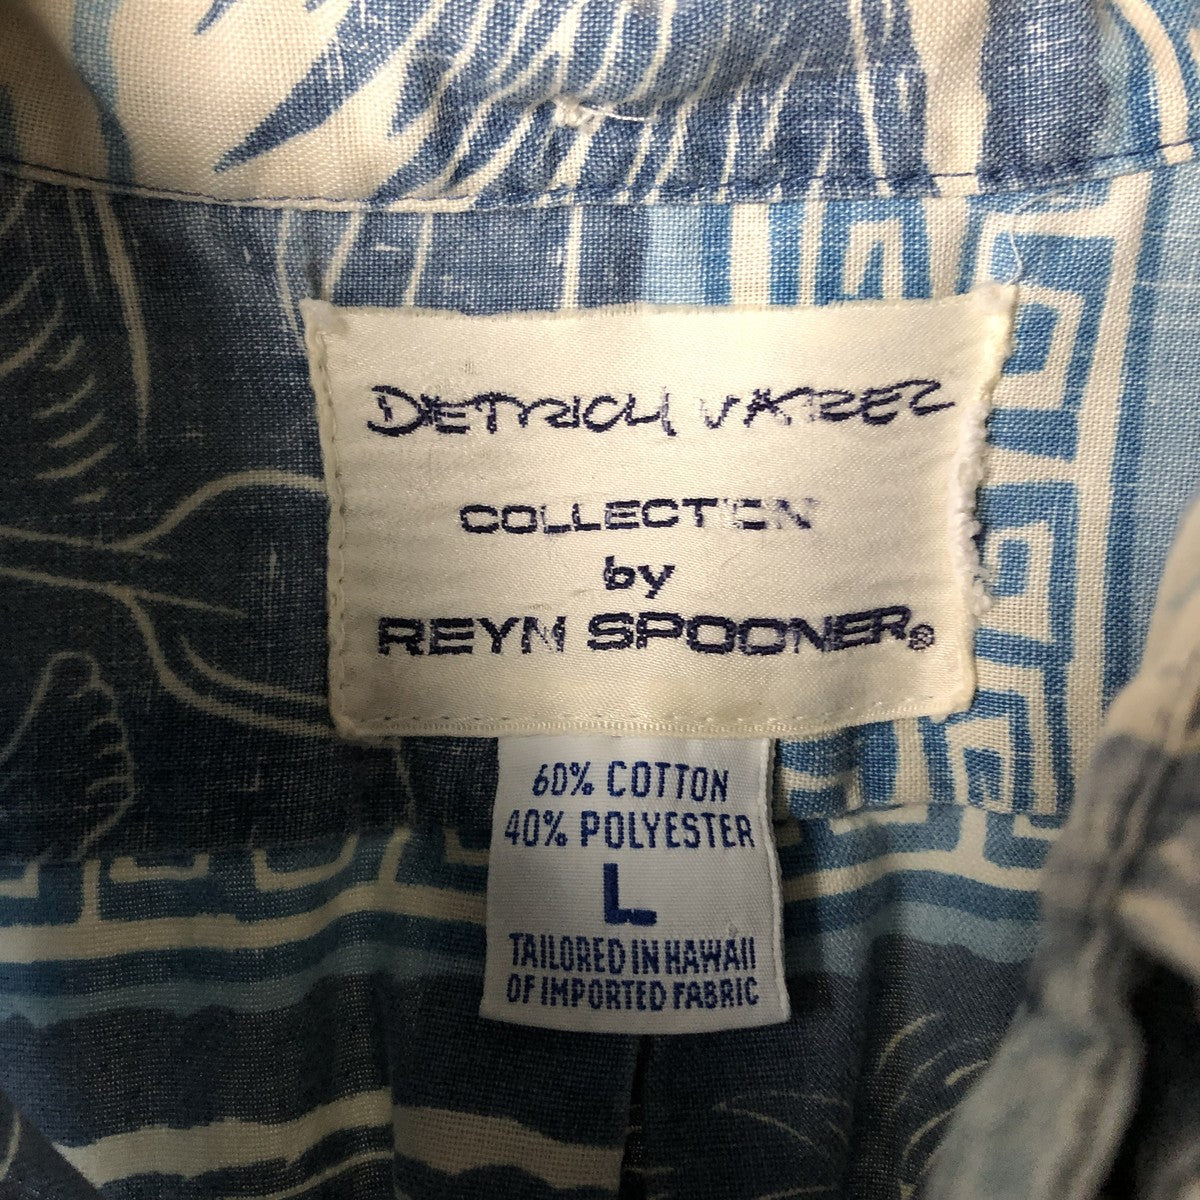 DIETRICH VAREZ
COLLECTION
by
REYN SPOONER®
60% COTTON
40% POLYESTER
L
TAILORED IN HAWAII
OF IMPORTED FABRIC